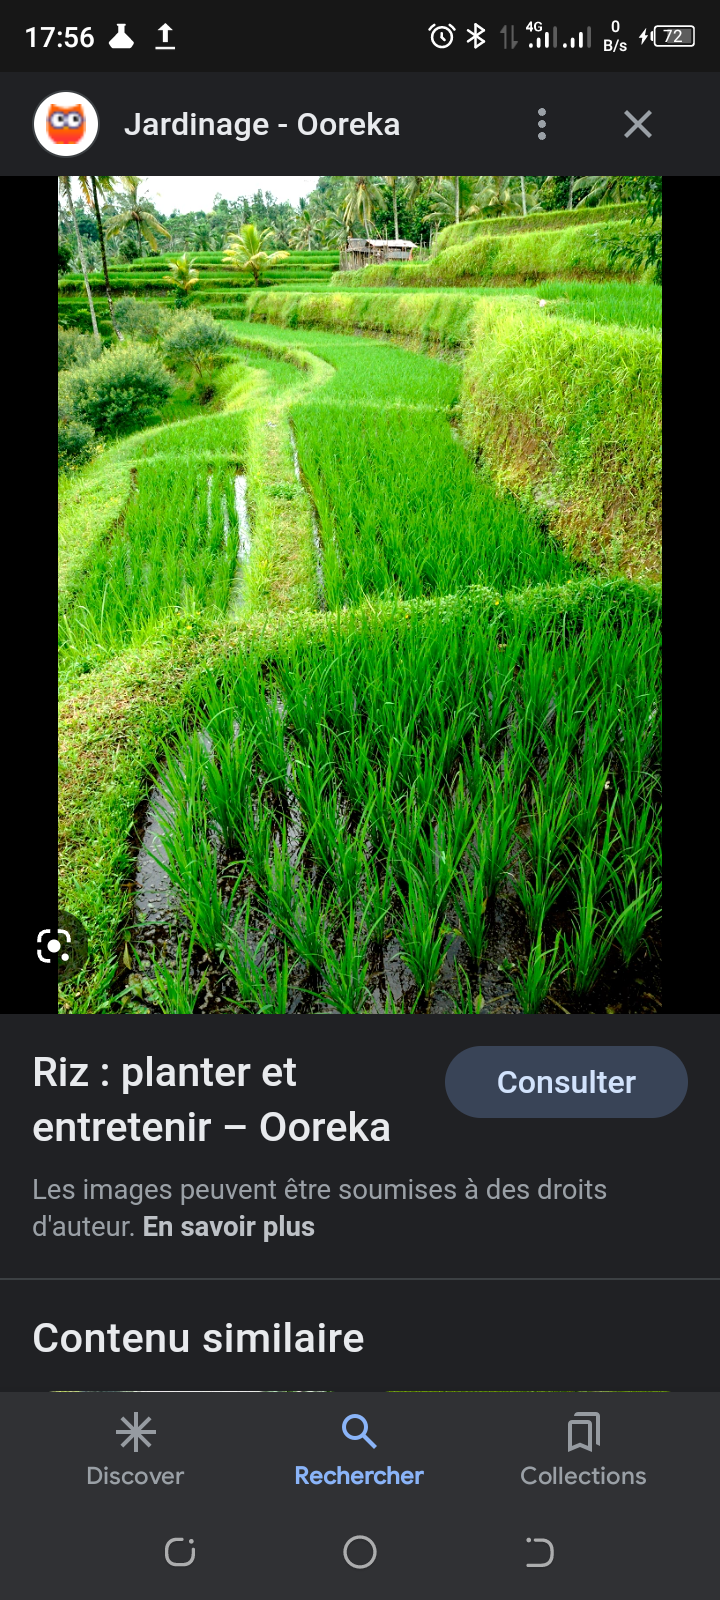 17:56
4G
0
B/s
72
Jardinage - Ooreka
Riz : planter et
entretenir – Ooreka
Consulter
Les images peuvent être soumises à des droits
d'auteur. En savoir plus
Contenu similaire
Discover
Rechercher
Collections